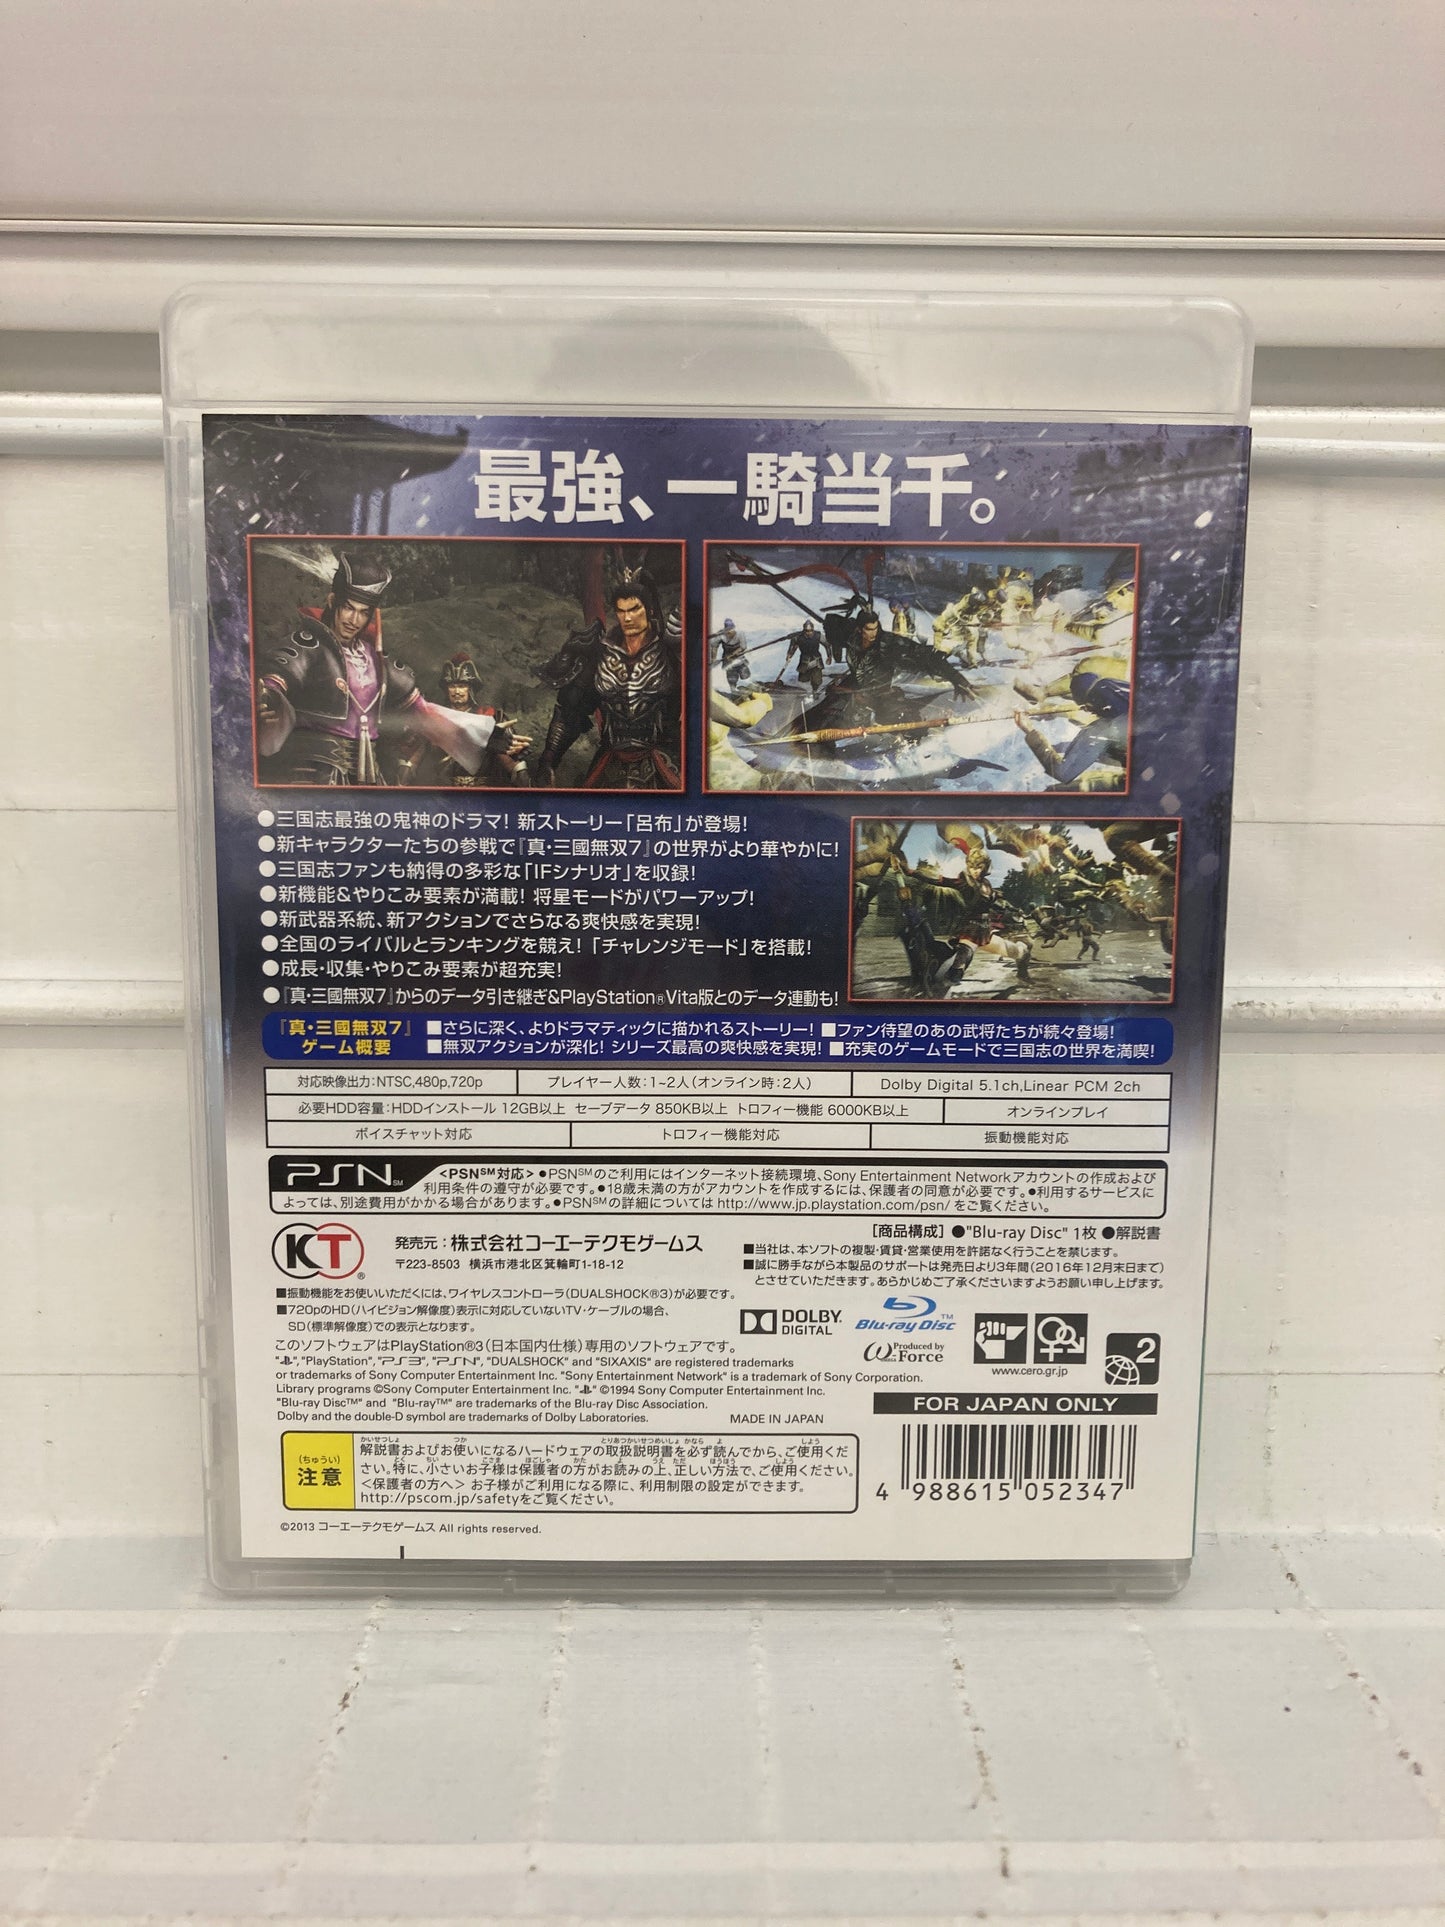 最強、一騎当千。
●三国志最強の鬼神のドラマ! 新ストーリー「呂布」が登場!
●新キャラクターたちの参戦で『真・三國無双7』の世界がより華やかに!
●三国志ファンも納得の多彩な「IFシナリオ」を収録!
●新機能&やりこみ要素が満載! 将星モードがパワーアップ!
●新武器系統、新アクションでさらなる爽快感を実現!
●全国のライバルとランキングを競え! 「チャレンジモード」を搭載!
●成長・収集・やりこみ要素が超充実!
●『真・三國無双7』からのデータ引き継ぎ&PlayStation®Vita版とのデータ連動も!
『真・三國無双7』
ゲーム概要
■さらに深く、よりドラマティックに描かれるストーリー! ■ファン待望のあの武将たちが続々登場!
■無双アクションが深化! シリーズ最高の爽快感を実現! ■充実のゲームモードで三国志の世界を満喫!
対応映像出力:NTSC,480p,720p プレイヤー人数:1~2人(オンライン時:2人) Dolby Digital 5.1ch,Linear PCM 2ch
必要HDD容量:HDDインストール 12GB以上 セーブデータ 850KB以上 トロフィー機能 6000KB以上 オンラインプレイ
ボイスチャット対応 トロフィー機能対応 振動機能対応
PSN SM <PSN℠対応> ●PSN℠のご利用にはインターネット接続環境、Sony Entertainment Networkアカウントの作成および
利用条件の遵守が必要です。●18歳未満の方がアカウントを作成するには、保護者の同意が必要です。●利用するサービスに
よっては、別途費用がかかる場合があります。●PSN℠の詳細については http://www.jp.playstation.com/psn/ をご覧ください。
KT®
発売元:株式会社コーエーテクモゲームス
〒223-8503 横浜市港北区箕輪町1-18-12
[商品構成] ●"Blu-ray Disc" 1枚 ●解説書
■当社は、本ソフトの複製・賃貸・営業使用を許諾なく行うことを禁じます。
■誠に勝手ながら本製品のサポートは発売日より3年間(2016年12月末日まで)
とさせていただきます。あらかじめご了承くださいますようお願い申し上げます。
■振動機能をお使いいただくには、ワイヤレスコントローラ(DUALSHOCK®3)が必要です。
■720pのHD(ハイビジョン解像度)表示に対応していないTV・ケーブルの場合、
SD(標準解像度)での表示となります。
DOLBY.
DIGITAL
Blu-ray Disc™
Produced by
ω-Force
www.cero.gr.jp
2
このソフトウェアはPlayStation®3(日本国内仕様)専用のソフトウェアです。
" ", "PlayStation", "PS3", "PSN", "DUALSHOCK" and "SIXAXIS" are registered trademarks
or trademarks of Sony Computer Entertainment Inc. "Sony Entertainment Network" is a trademark of Sony Corporation.
Library programs ©Sony Computer Entertainment Inc. " " ©1994 Sony Computer Entertainment Inc.
"Blu-ray Disc™" and "Blu-ray™" are trademarks of the Blu-ray Disc Association.
Dolby and the double-D symbol are trademarks of Dolby Laboratories. MADE IN JAPAN
FOR JAPAN ONLY
(ちゅうい)
注意
解説書およびお使いになるハードウェアの取扱説明書を必ず読んでから、ご使用くだ
さい。特に、小さいお子様は保護者の方がお読みの上、正しい方法で、ご使用ください。
<保護者の方へ> お子様がご利用になる際に、利用制限の設定ができます。
http://pscom.jp/safetyをご覧ください。
4 988615 052347
©2013 コーエーテクモゲームス All rights reserved.